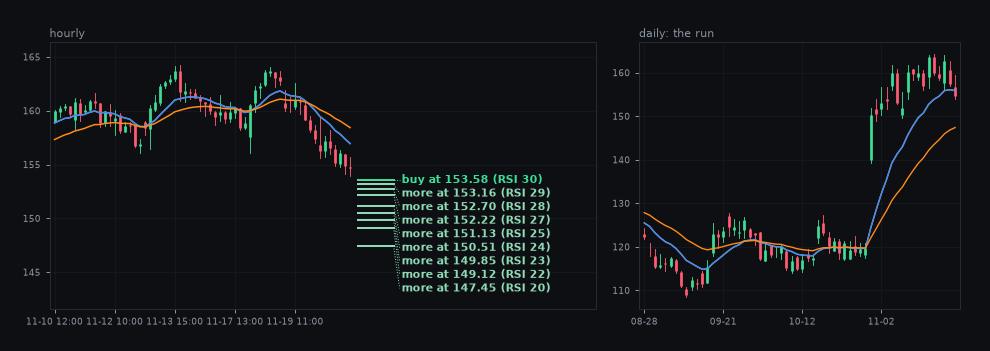 hourly
165
160
155
150
145
11-10 12:00 11-12 10:00 11-13 15:00 11-17 13:00 11-19 11:00
buy at 153.58 (RSI 30)
more at 153.16 (RSI 29)
more at 152.70 (RSI 28)
more at 152.22 (RSI 27)
more at 151.13 (RSI 25)
more at 150.51 (RSI 24)
more at 149.85 (RSI 23)
more at 149.12 (RSI 22)
more at 147.45 (RSI 20)
daily: the run
160
150
140
130
120
110
08-28 09-21 10-12 11-02